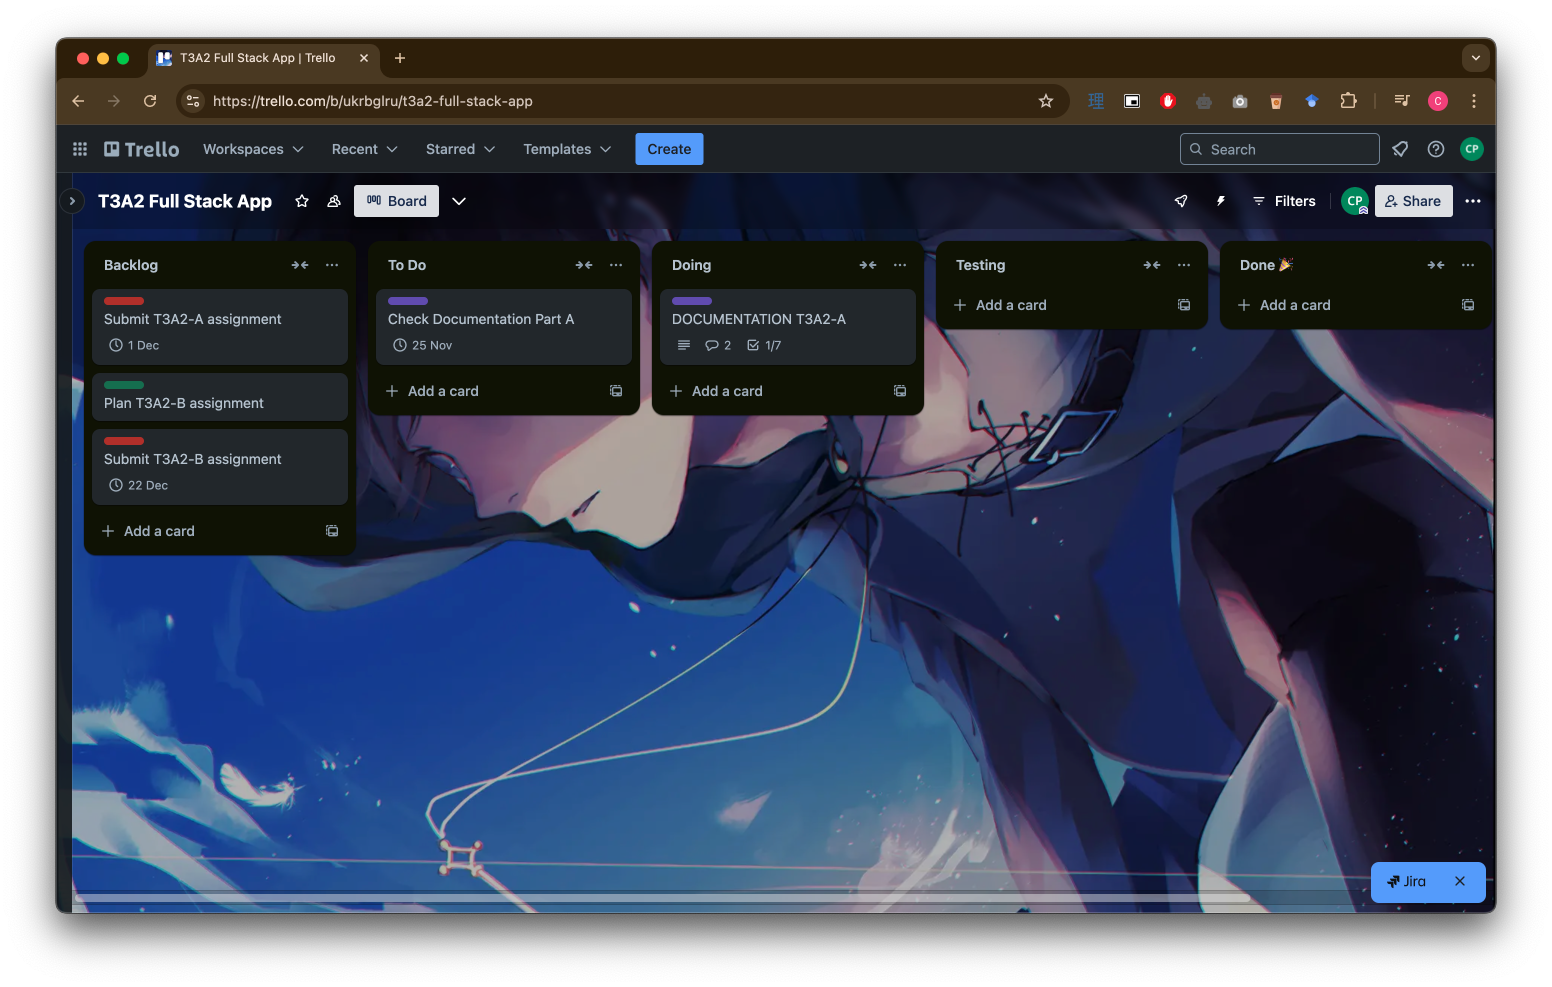 T3A2 Full Stack App | Trello
https://trello.com/b/ukrbglru/t3a2-full-stack-app
C
Trello
Workspaces
Recent
Starred
Templates
Create
Search
CP
T3A2 Full Stack App
Board
Filters
CP
Share
Backlog
Submit T3A2-A assignment
1 Dec
Plan T3A2-B assignment
Submit T3A2-B assignment
22 Dec
Add a card
To Do
Check Documentation Part A
25 Nov
Add a card
Doing
DOCUMENTATION T3A2-A
2
1/7
Add a card
Testing
Add a card
Done 🎉
Add a card
Jira